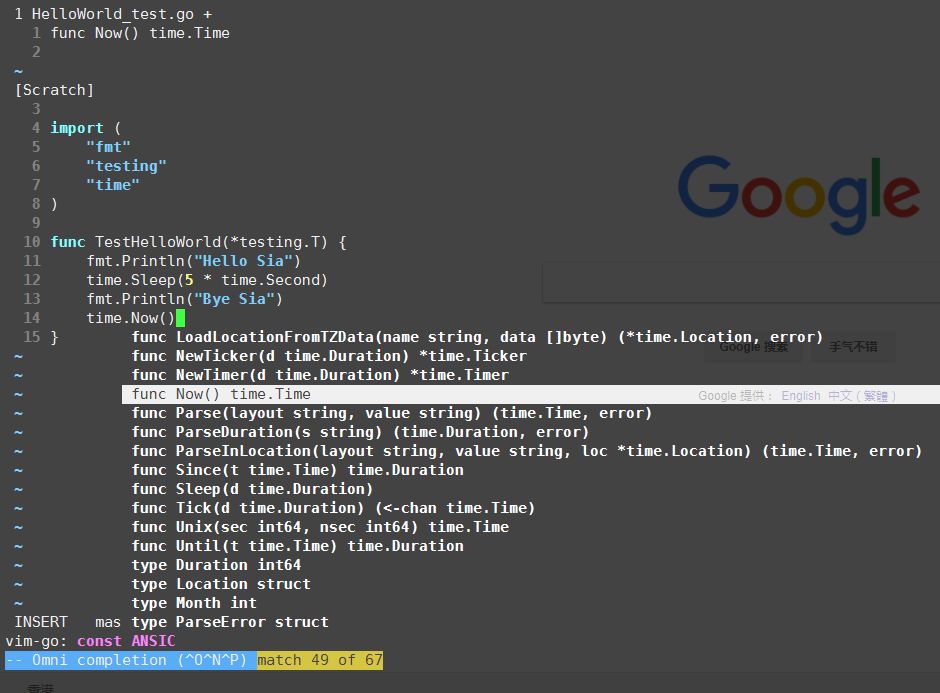 1 HelloWorld_test.go +
1 func Now() time.Time
2
~
[Scratch]
3
4 import (
5 "fmt"
6 "testing"
7 "time"
8 )
9
10 func TestHelloWorld(*testing.T) {
11 fmt.Println("Hello Sia")
12 time.Sleep(5 * time.Second)
13 fmt.Println("Bye Sia")
14 time.Now()
15 } func LoadLocationFromTZData(name string, data []byte) (*time.Location, error)
~ func NewTicker(d time.Duration) *time.Ticker
~ func NewTimer(d time.Duration) *time.Timer
~ func Now() time.Time
~ func Parse(layout string, value string) (time.Time, error)
~ func ParseDuration(s string) (time.Duration, error)
~ func ParseInLocation(layout string, value string, loc *time.Location) (time.Time, error)
~ func Since(t time.Time) time.Duration
~ func Sleep(d time.Duration)
~ func Tick(d time.Duration) (<-chan time.Time)
~ func Unix(sec int64, nsec int64) time.Time
~ func Until(t time.Time) time.Duration
~ type Duration int64
~ type Location struct
~ type Month int
INSERT mas type ParseError struct
vim-go: const ANSIC
-- Omni completion (^O^N^P) match 49 of 67
Google
Google 搜索 手气不错
Google 提供： English 中文 ( 繁體 )
香港